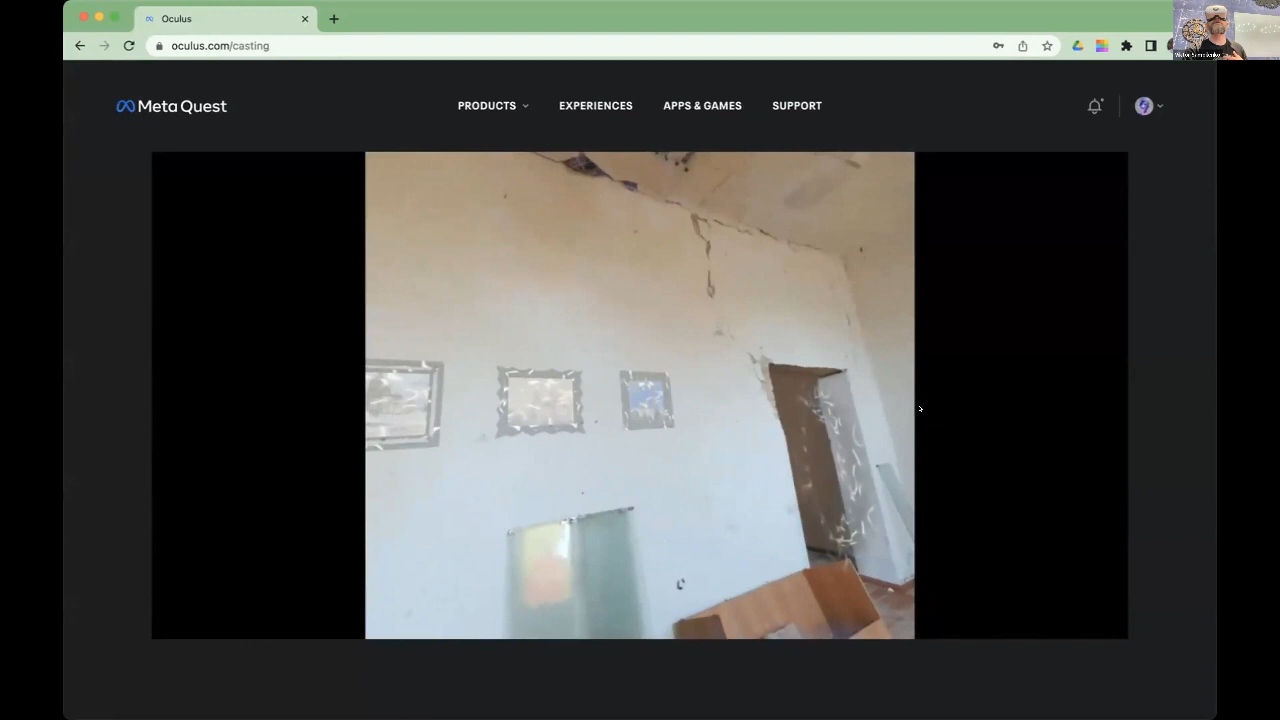 Oculus
oculus.com/casting
Meta Quest
PRODUCTS
EXPERIENCES
APPS & GAMES
SUPPORT